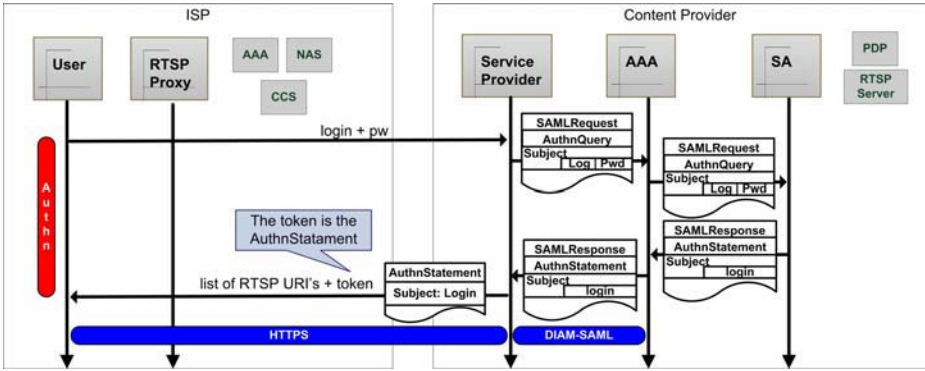 ISP
Content Provider
User
RTSP
Proxy
AAA
NAS
CCS
Service
Provider
AAA
SA
PDP
RTSP
Server
login + pw
SAMLRequest
AuthnQuery
Subject
Log
Pwd
SAMLRequest
AuthnQuery
Subject
Log
Pwd
Authn
The token is the
AuthnStatament
SAMLResponse
AuthnStatement
Subject
login
SAMLResponse
AuthnStatement
Subject
login
AuthnStatement
Subject: Login
list of RTSP URI's + token
HTTPS
DIAM-SAML